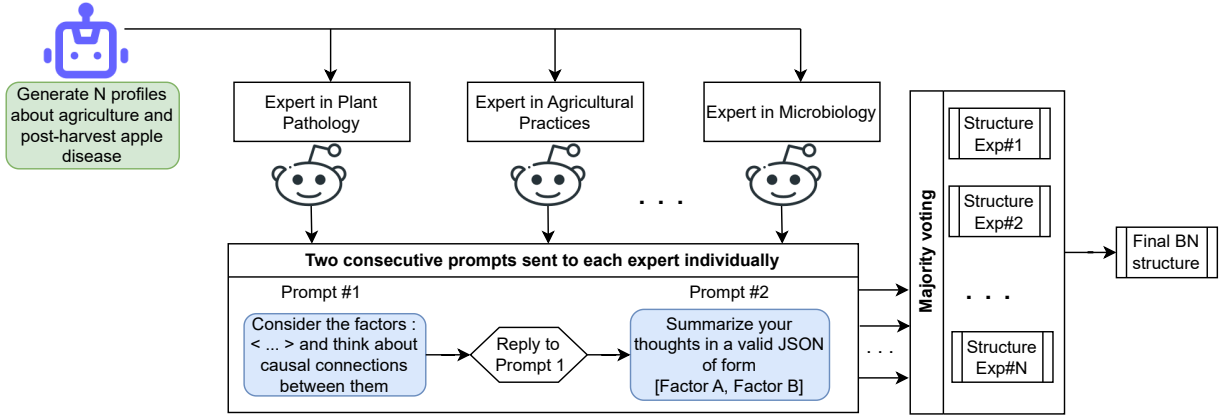 Generate N profiles
about agriculture and
post-harvest apple
disease
Expert in Plant
Pathology
Expert in Agricultural
Practices
Expert in Microbiology
. . .
Two consecutive prompts sent to each expert individually
Prompt #1
Consider the factors :
< ... > and think about
causal connections
between them
Reply to
Prompt 1
Prompt #2
Summarize your
thoughts in a valid JSON
of form
[Factor A, Factor B]
. . .
Majority voting
Structure
Exp#1
Structure
Exp#2
. . .
Structure
Exp#N
Final BN
structure